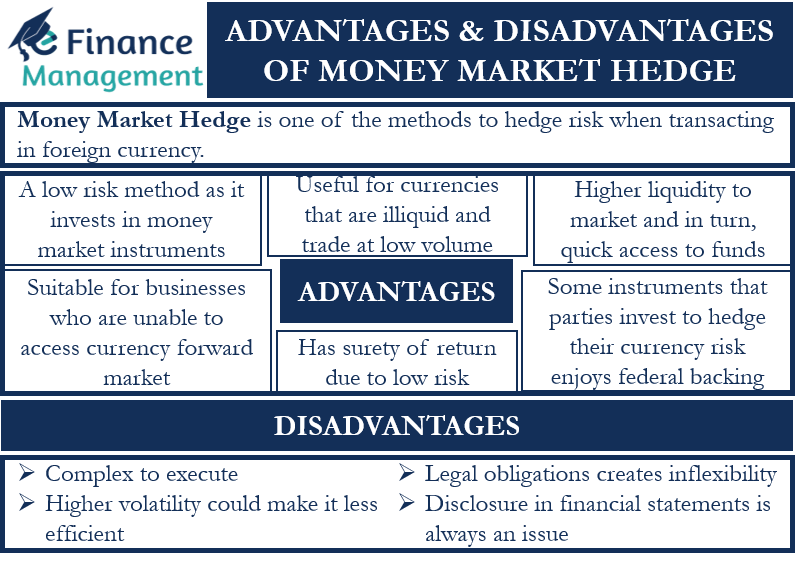 e Finance
Management
ADVANTAGES & DISADVANTAGES
OF MONEY MARKET HEDGE
Money Market Hedge is one of the methods to hedge risk when transacting
in foreign currency.
A low risk method as it
invests in money
market instruments
Useful for currencies
that are illiquid and
trade at low volume
Higher liquidity to
market and in turn,
quick access to funds
Suitable for businesses
who are unable to
access currency forward
market
ADVANTAGES
Has surety of return
due to low risk
Some instruments that
parties invest to hedge
their currency risk
enjoys federal backing
DISADVANTAGES
➢ Complex to execute
➢ Higher volatility could make it less
efficient
➢ Legal obligations creates inflexibility
➢ Disclosure in financial statements is
always an issue